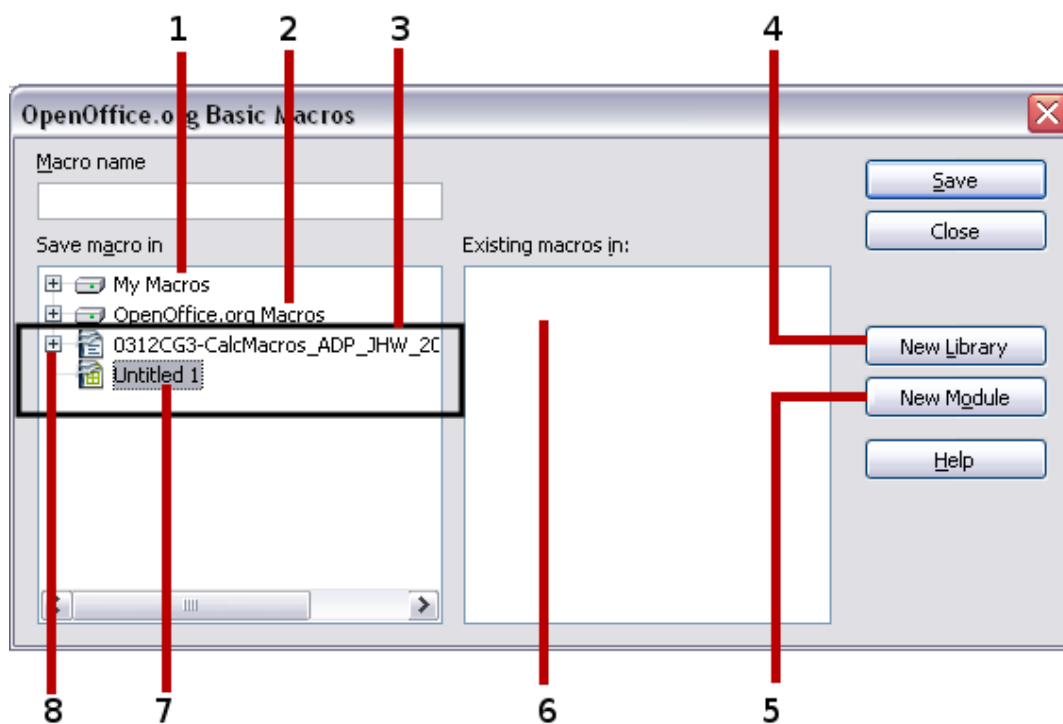 1 2 3 4
OpenOffice.org Basic Macros
Macro name
Save
Close
Save macro in
Existing macros in:
My Macros
OpenOffice.org Macros
0312CG3-CalcMacros_ADP_JHW_20
Untitled 1
New Library
New Module
Help
8 7 6 5